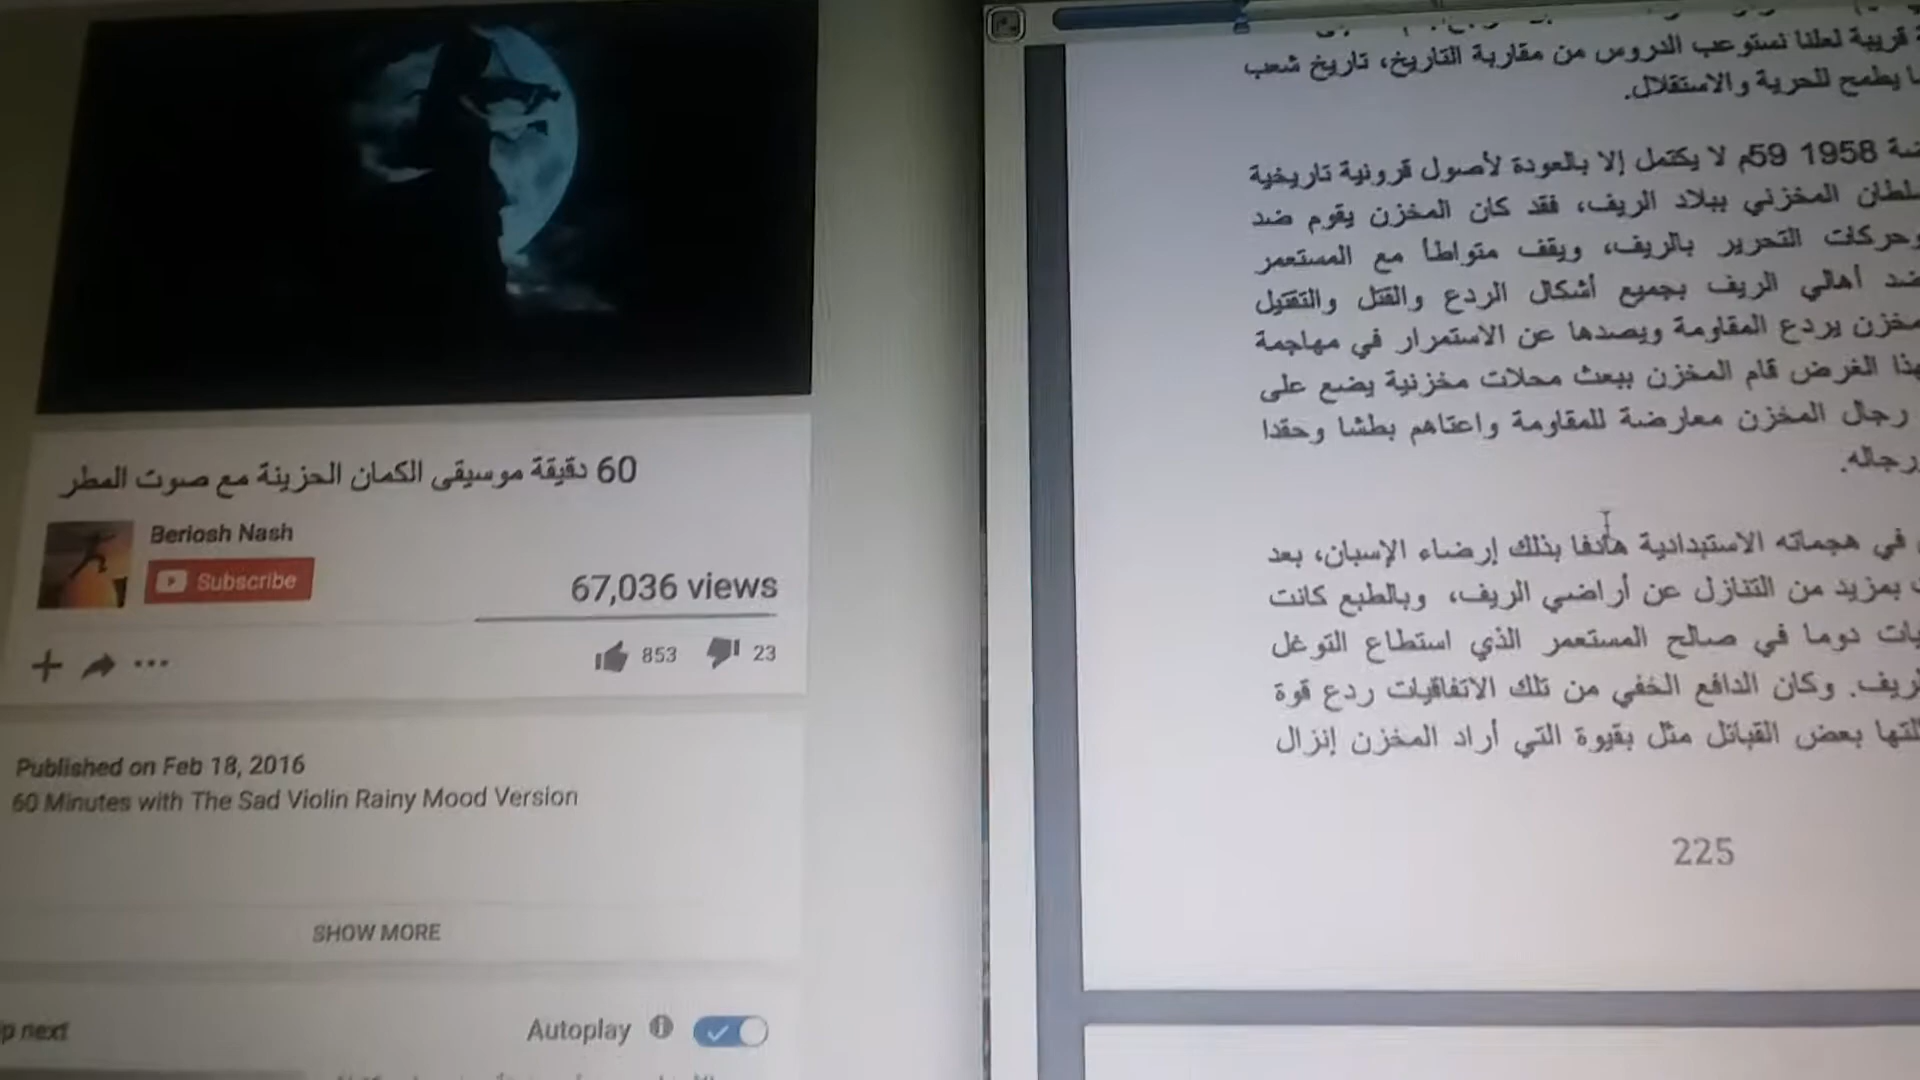 60 دقيقة موسيقى الكمان الحزينة مع صوت المطر
Beriosh Nash
Subscribe
67,036 views
853
23
Published on Feb 18, 2016
60 Minutes with The Sad Violin Rainy Mood Version
SHOW MORE
next
Autoplay
قريبة لعلنا نستوعب الدروس من مقاربة التاريخ، تاريخ شعب
يطمح للحرية والاستقلال.
1958 59م لا يكتمل إلا بالعودة لأصول قرونية تاريخية
المخزني ببلاد الريف، فقد كان المخزن يقوم ضد
وحركات التحرير بالريف، ويقف متواطأ مع المستعمر
ضد أهالي الريف بجميع أشكال الردع والقتل والتقتيل
يردع المقاومة ويصدها عن الاستمرار في مهاجمة
الغرض قام المخزن ببعث محلات مخزنية يضع على
رجال المخزن معارضة للمقاومة واعتاهم بطشا وحقدا
رجاله.
في هجماته الاستبدادية هادفا بذلك إرضاء الإسبان، بعد
بمزيد من التنازل عن أراضي الريف، وبالطبع كانت
دوما في صالح المستعمر الذي استطاع التوغل
وكان الدافع الخفي من تلك الاتفاقيات ردع قوة
بعض القبائل مثل بقيوة التي أراد المخزن إنزال
225